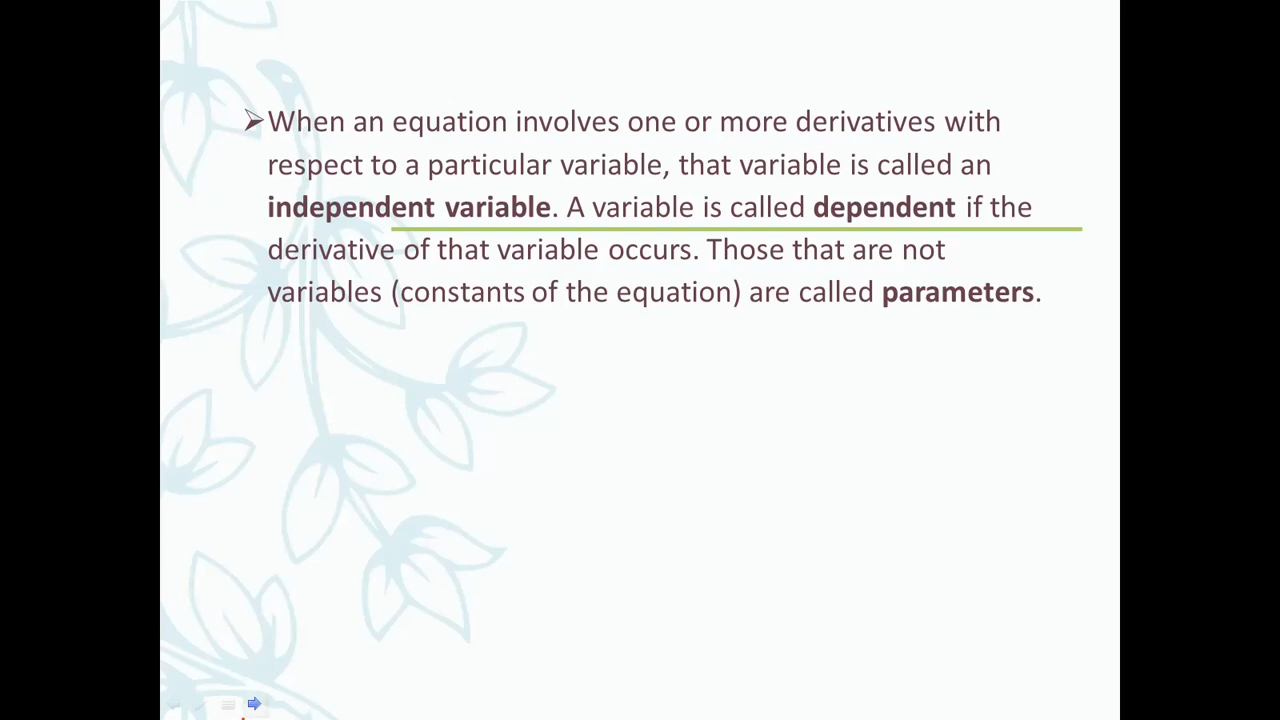 ➢When an equation involves one or more derivatives with
respect to a particular variable, that variable is called an
independent variable. A variable is called dependent if the
derivative of that variable occurs. Those that are not
variables (constants of the equation) are called parameters.